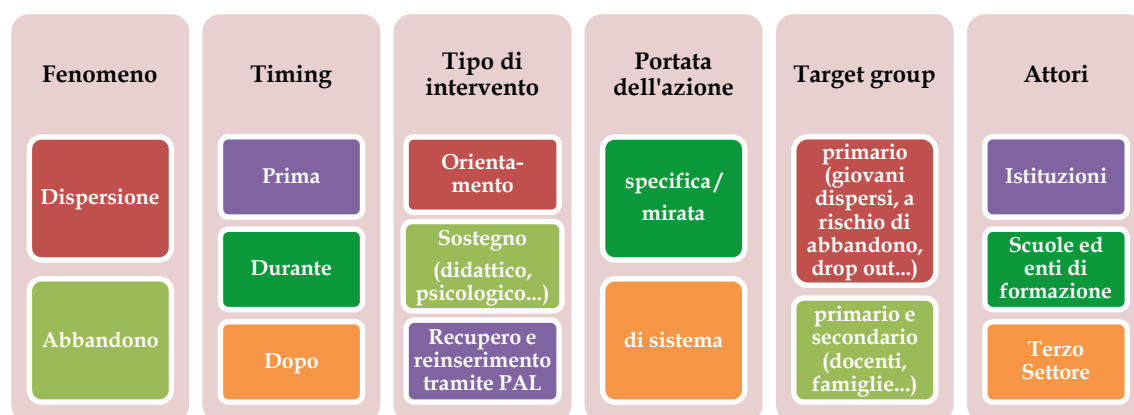 Fenomeno
Dispersione
Abbandono
Timing
Prima
Durante
Dopo
Tipo di
intervento
Orienta-
mento
Sostegno
(didattico,
psicologico...)
Recupero e
reinserimento
tramite PAL
Portata
dell'azione
specifica/
mirata
di sistema
Target group
primario
(giovani
dispersi, a
rischio di
abbandono,
drop out...)
primario e
secondario
(docenti,
famiglie...)
Attori
Istituzioni
Scuole ed
enti di
formazione
Terzo
Settore